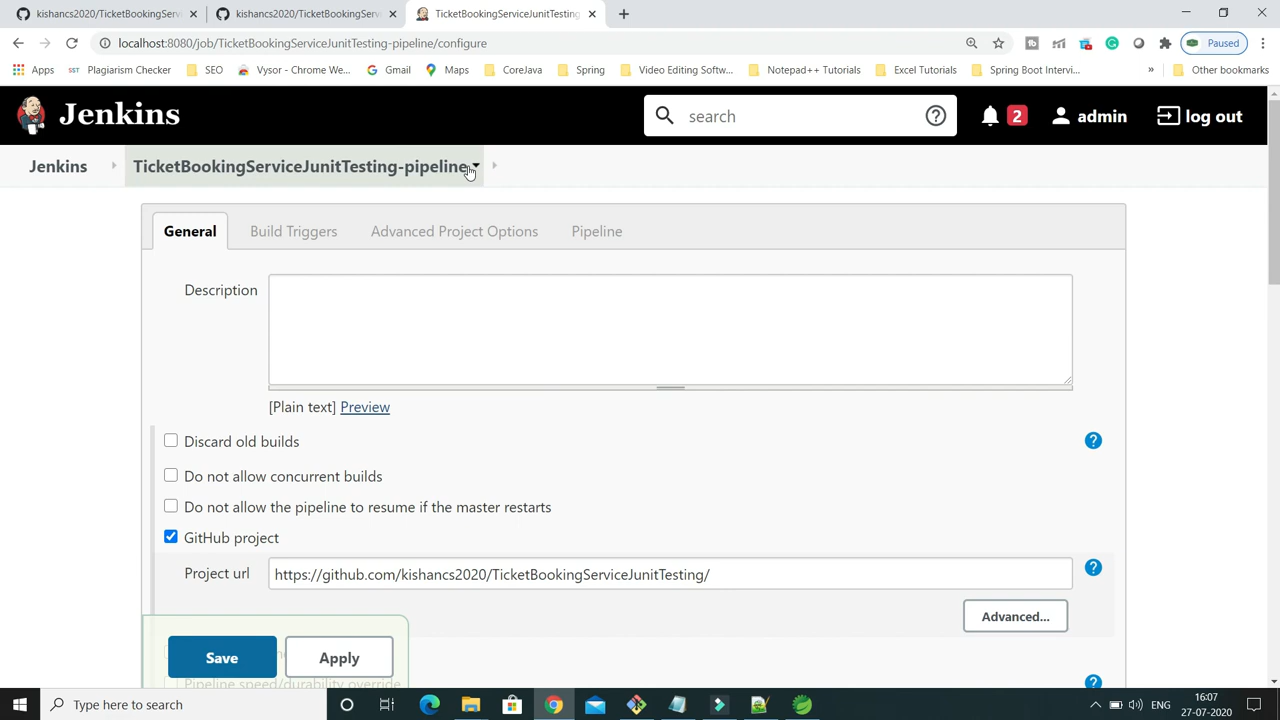 kishancs2020/TicketBookingServ
kishancs2020/TicketBookingServ
TicketBookingServiceJunitTesting
localhost:8080/job/TicketBookingServiceJunitTesting-pipeline/configure
Paused
Apps
SST Plagiarism Checker
SEO
Vysor - Chrome We...
Gmail
Maps
CoreJava
Spring
Video Editing Softw...
Notepad++ Tutorials
Excel Tutorials
Spring Boot Intervi...
»
Other bookmarks
Jenkins
search
2
admin
log out
Jenkins
TicketBookingServiceJunitTesting-pipeline
General
Build Triggers
Advanced Project Options
Pipeline
Description
[Plain text] Preview
Discard old builds
Do not allow concurrent builds
Do not allow the pipeline to resume if the master restarts
GitHub project
Project url
https://github.com/kishancs2020/TicketBookingServiceJunitTesting/
Advanced...
Save
Apply
Pipeline speed/durability override
Type here to search
ENG
16:07
27-07-2020